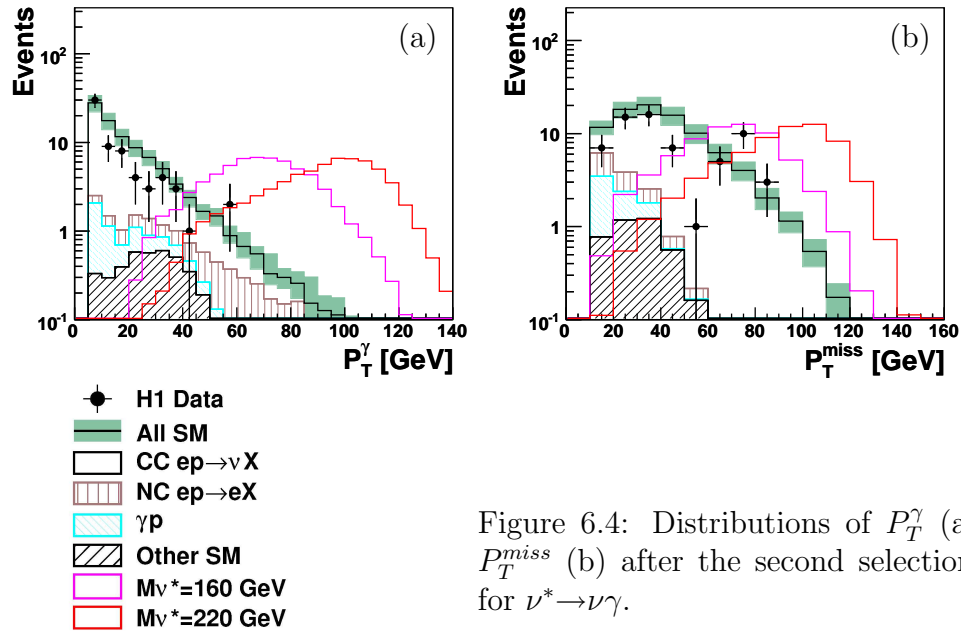 (a)
Events
10²
10
1
10⁻¹
0 20 40 60 80 100 120 140
P_T^γ [GeV]
(b)
Events
10²
10
1
10⁻¹
0 20 40 60 80 100 120 140 160
P_T^miss [GeV]
H1 Data
All SM
CC ep→νX
NC ep→eX
γp
Other SM
Mν*=160 GeV
Mν*=220 GeV
Figure 6.4: Distributions of P_T^γ (a
P_T^miss (b) after the second selection
for ν*→νγ.